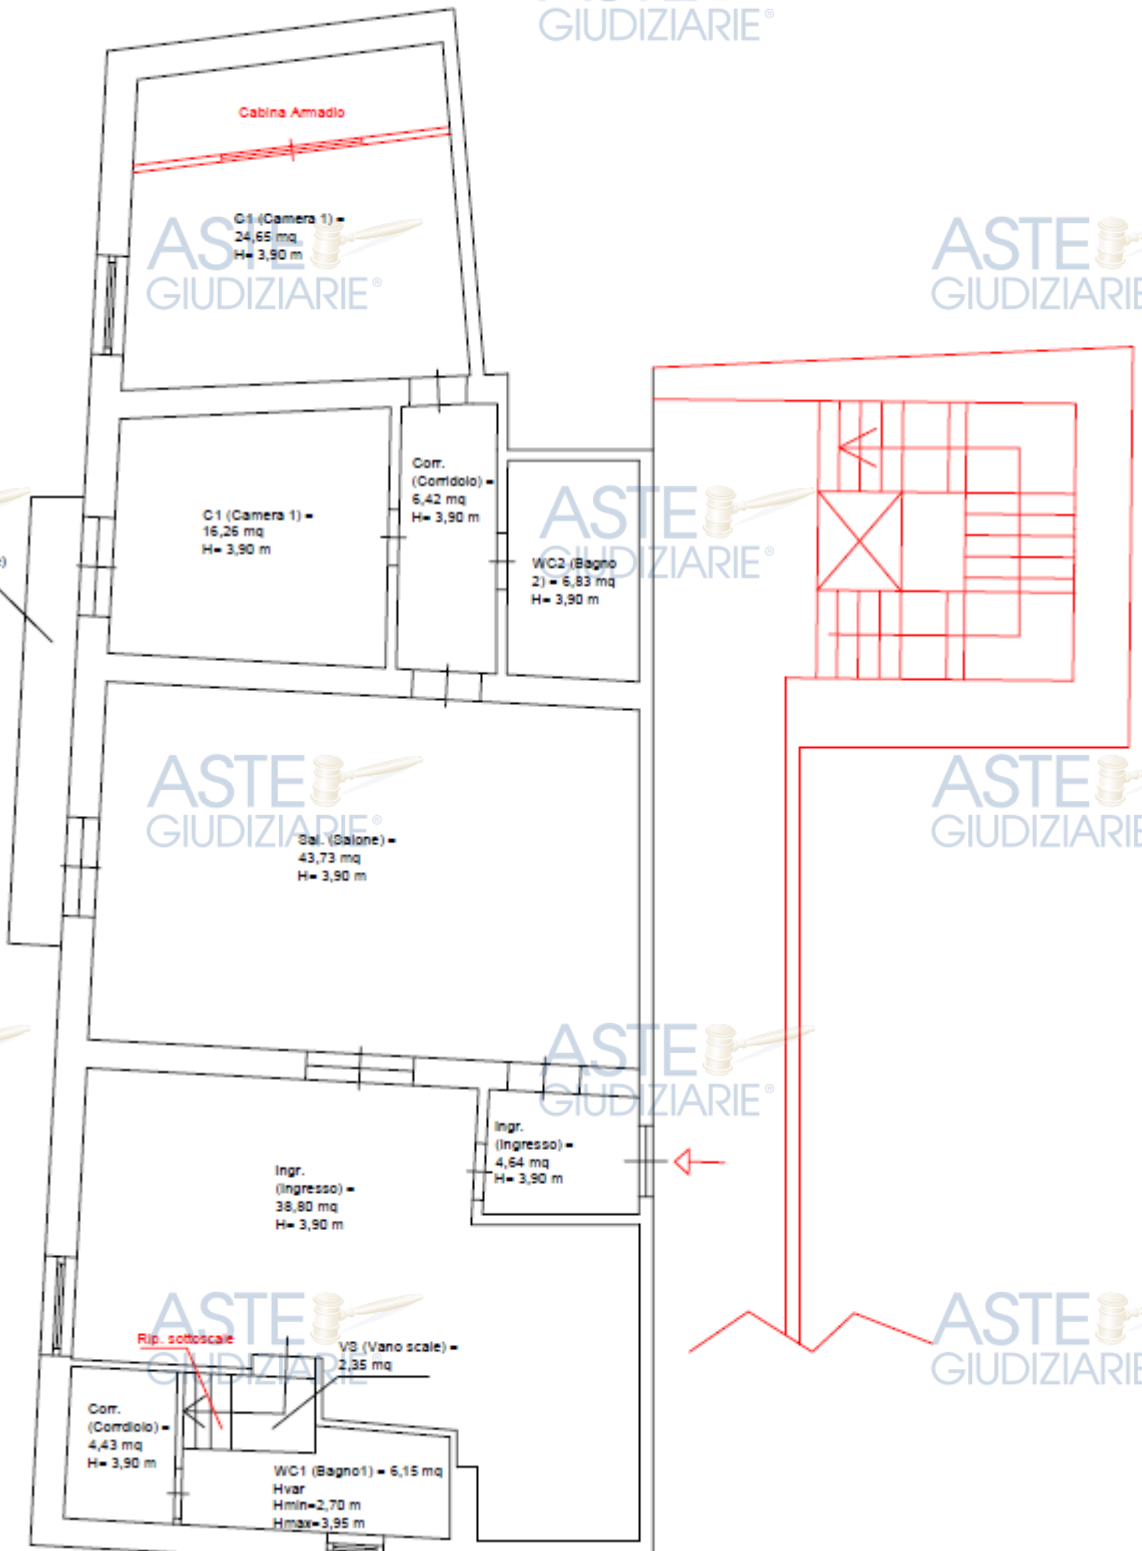 GIUDIZIARIE®
Cabina Armadio
C1 (Camera 1) =
24,65 mq
H= 3,90 m
ASTE
GIUDIZIARIE®
ASTE
GIUDIZIARIE
Corr.
(Corridoio) =
6,42 mq
H= 3,90 m
C1 (Camera 1) =
16,26 mq
H= 3,90 m
ASTE
GIUDIZIARIE®
WC2 (Bagno
2) = 6,83 mq
H= 3,90 m
ASTE
GIUDIZIARIE®
Sal. (Salone) =
43,73 mq
H= 3,90 m
ASTE
GIUDIZIARIE
ASTE
GIUDIZIARIE®
Ingr.
(Ingresso) =
4,64 mq
H= 3,90 m
Ingr.
(Ingresso) =
38,80 mq
H= 3,90 m
ASTE
GIUDIZIARIE®
Rip. sottoscale
VS (Vano scale) =
2,35 mq
ASTE
GIUDIZIARIE
Corr.
(Corridoio) =
4,43 mq
H= 3,90 m
WC1 (Bagno1) = 6,15 mq
Hvar
Hmin=2,70 m
Hmax=3,95 m